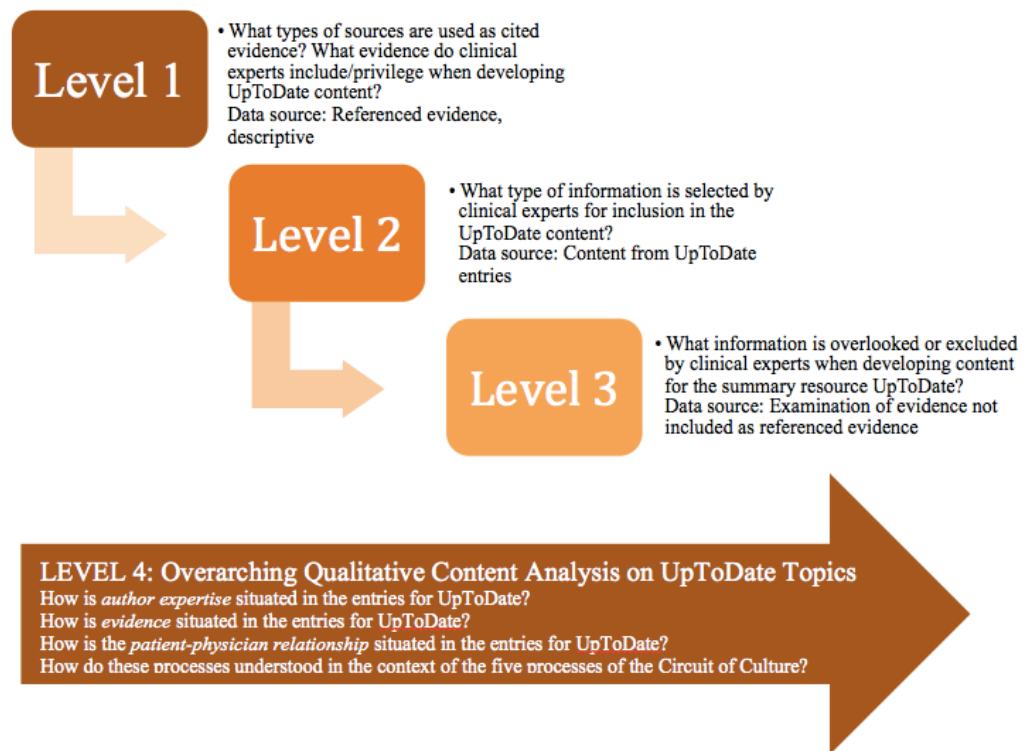 Level 1
• What types of sources are used as cited
evidence? What evidence do clinical
experts include/privilege when developing
UpToDate content?
Data source: Referenced evidence,
descriptive
Level 2
• What type of information is selected by
clinical experts for inclusion in the
UpToDate content?
Data source: Content from UpToDate
entries
Level 3
• What information is overlooked or excluded
by clinical experts when developing content
for the summary resource UpToDate?
Data source: Examination of evidence not
included as referenced evidence
LEVEL 4: Overarching Qualitative Content Analysis on UpToDate Topics
How is author expertise situated in the entries for UpToDate?
How is evidence situated in the entries for UpToDate?
How is the patient-physician relationship situated in the entries for UpToDate?
How do these processes understood in the context of the five processes of the Circuit of Culture?